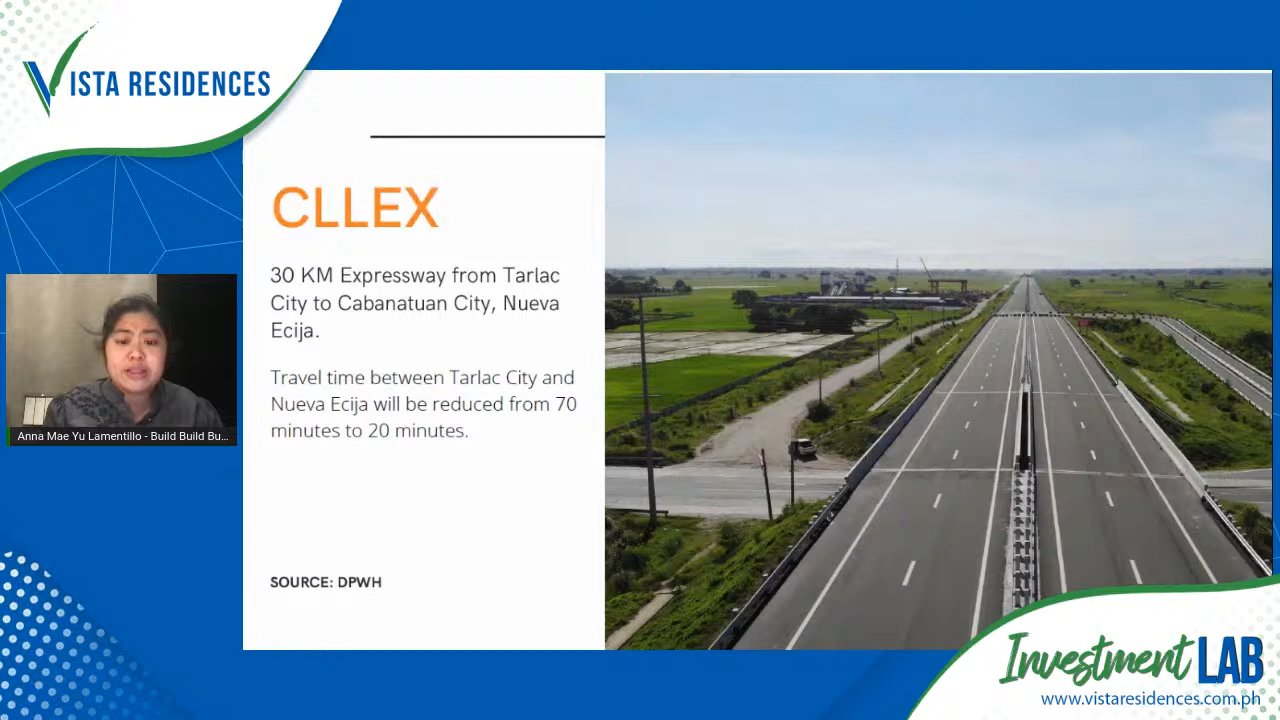 VISTA RESIDENCES
CLLEX
30 KM Expressway from Tarlac
City to Cabanatuan City, Nueva
Ecija.
Travel time between Tarlac City and
Nueva Ecija will be reduced from 70
minutes to 20 minutes.
SOURCE: DPWH
Anna Mae Yu Lamentillo - Build Build Bu...
Investment LAB
www.vistaresidences.com.ph